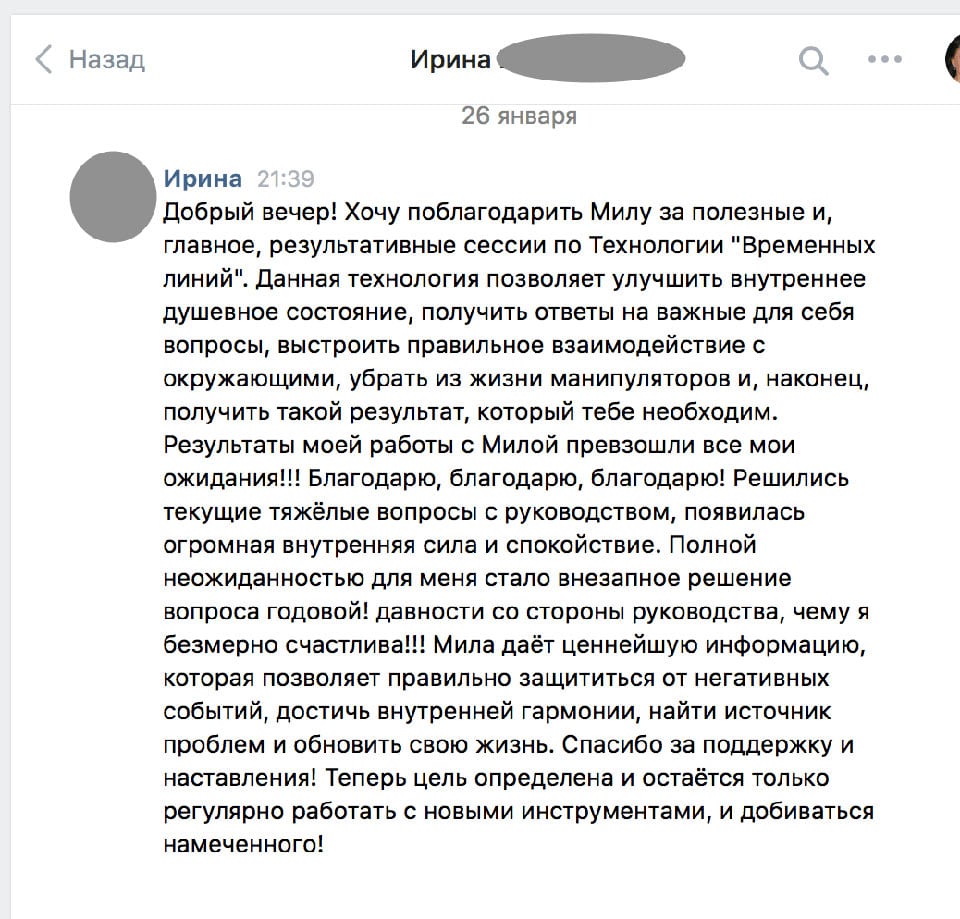 Назад
Ирина
26 января
Ирина 21:39
Добрый вечер! Хочу поблагодарить Милу за полезные и,
главное, результативные сессии по Технологии "Временных
линий". Данная технология позволяет улучшить внутреннее
душевное состояние, получить ответы на важные для себя
вопросы, выстроить правильное взаимодействие с
окружающими, убрать из жизни манипуляторов и, наконец,
получить такой результат, который тебе необходим.
Результаты моей работы с Милой превзошли все мои
ожидания!!! Благодарю, благодарю, благодарю! Решились
текущие тяжёлые вопросы с руководством, появилась
огромная внутренняя сила и спокойствие. Полной
неожиданностью для меня стало внезапное решение
вопроса годовой! давности со стороны руководства, чему я
безмерно счастлива!!! Мила даёт ценнейшую информацию,
которая позволяет правильно защититься от негативных
событий, достичь внутренней гармонии, найти источник
проблем и обновить свою жизнь. Спасибо за поддержку и
наставления! Теперь цель определена и остаётся только
регулярно работать с новыми инструментами, и добиваться
намеченного!